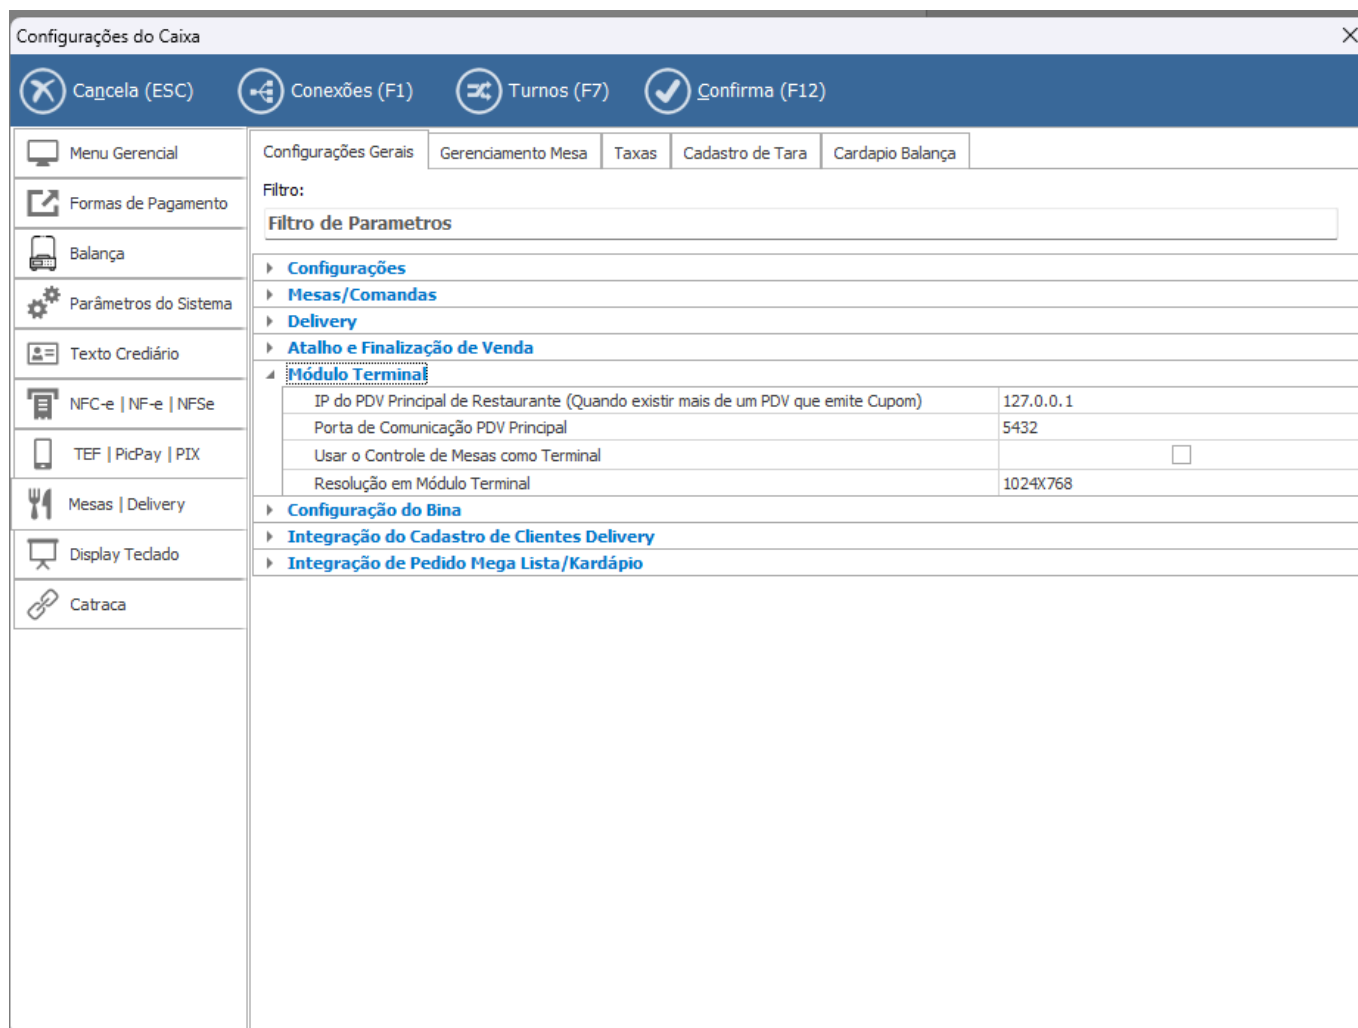 Configurações do Caixa
Cancela (ESC)
Conexões (F1)
Turnos (F7)
Confirma (F12)
Menu Gerencial
Formas de Pagamento
Balança
Parâmetros do Sistema
Texto Crediário
NFC-e | NF-e | NFSe
TEF | PicPay | PIX
Mesas | Delivery
Display Teclado
Catraca
Configurações Gerais
Gerenciamento Mesa
Taxas
Cadastro de Tara
Cardapio Balança
Filtro:
Filtro de Parametros
Configurações
Mesas/Comandas
Delivery
Atalho e Finalização de Venda
Módulo Terminal
IP do PDV Principal de Restaurante (Quando existir mais de um PDV que emite Cupom) 127.0.0.1
Porta de Comunicação PDV Principal 5432
Usar o Controle de Mesas como Terminal
Resolução em Módulo Terminal 1024X768
Configuração do Bina
Integração do Cadastro de Clientes Delivery
Integração de Pedido Mega Lista/Kardápio